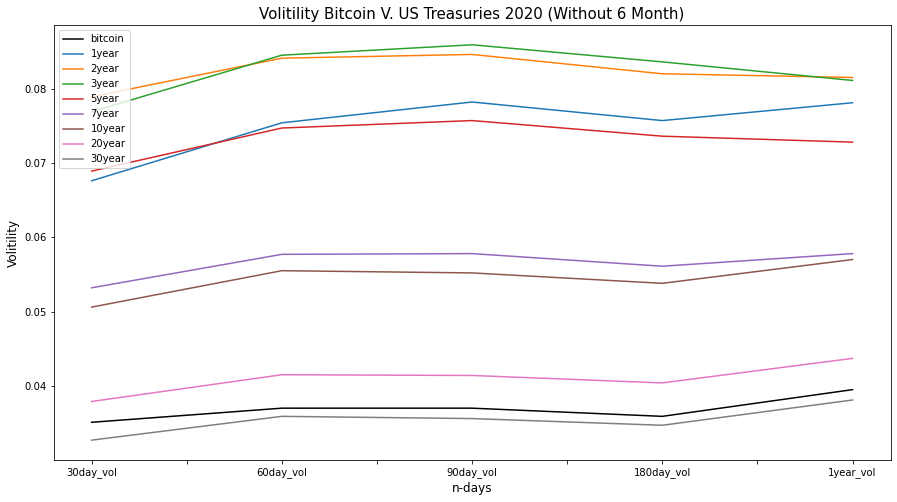 Volitility Bitcoin V. US Treasuries 2020 (Without 6 Month)
bitcoin
1year
2year
3year
5year
7year
10year
20year
30year
0.08
0.07
0.06
0.05
0.04
Volitility
30day_vol
60day_vol
90day_vol
180day_vol
1year_vol
n-days